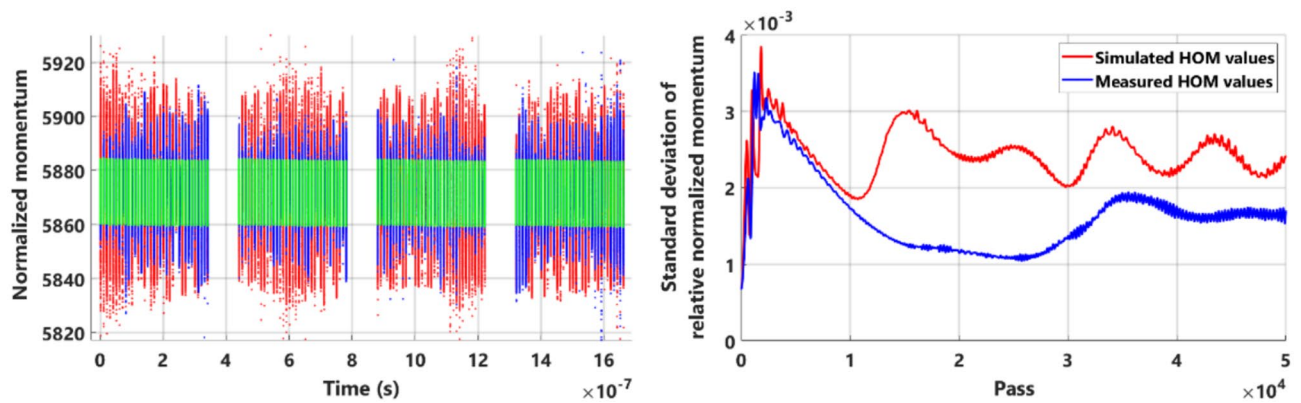 Normalized momentum
5920
5900
5880
5860
5840
5820
0 2 4 6 8 10 12 14 16
Time (s)
×10⁻⁷
×10⁻³
Standard deviation of
relative normalized momentum
4
3
2
1
0
Simulated HOM values
Measured HOM values
0 1 2 3 4 5
Pass
×10⁴